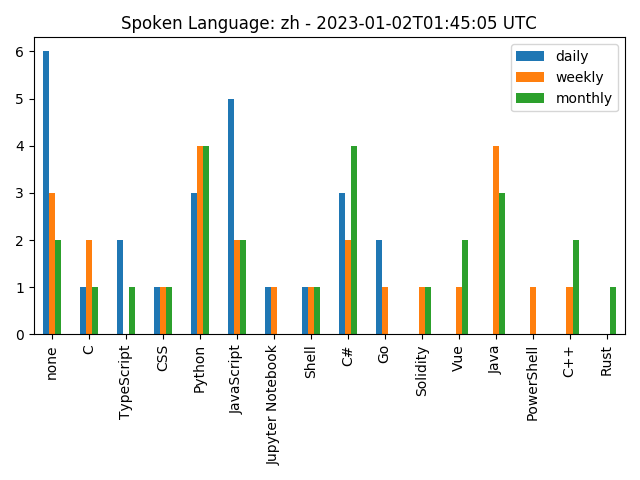 Spoken Language: zh - 2023-01-02T01:45:05 UTC
daily
weekly
monthly
6
5
4
3
2
1
0
none
C
TypeScript
CSS
Python
JavaScript
Jupyter Notebook
Shell
C#
Go
Solidity
Vue
Java
PowerShell
C++
Rust